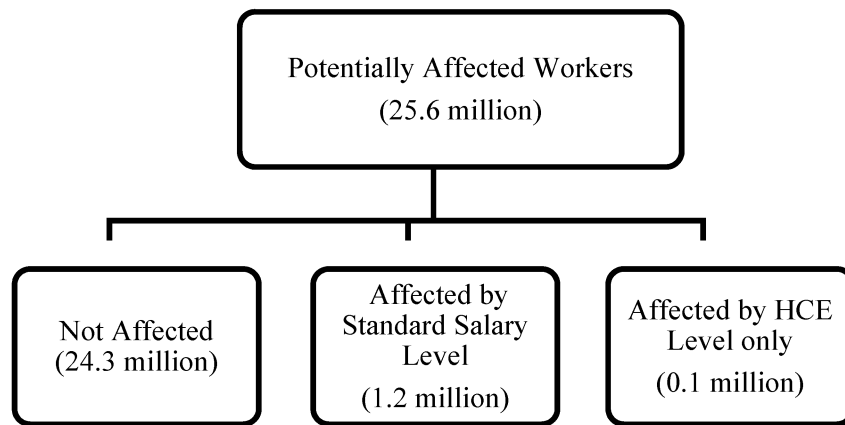 Potentially Affected Workers
(25.6 million)
Not Affected
(24.3 million)
Affected by
Standard Salary
Level
(1.2 million)
Affected by HCE
Level only
(0.1 million)